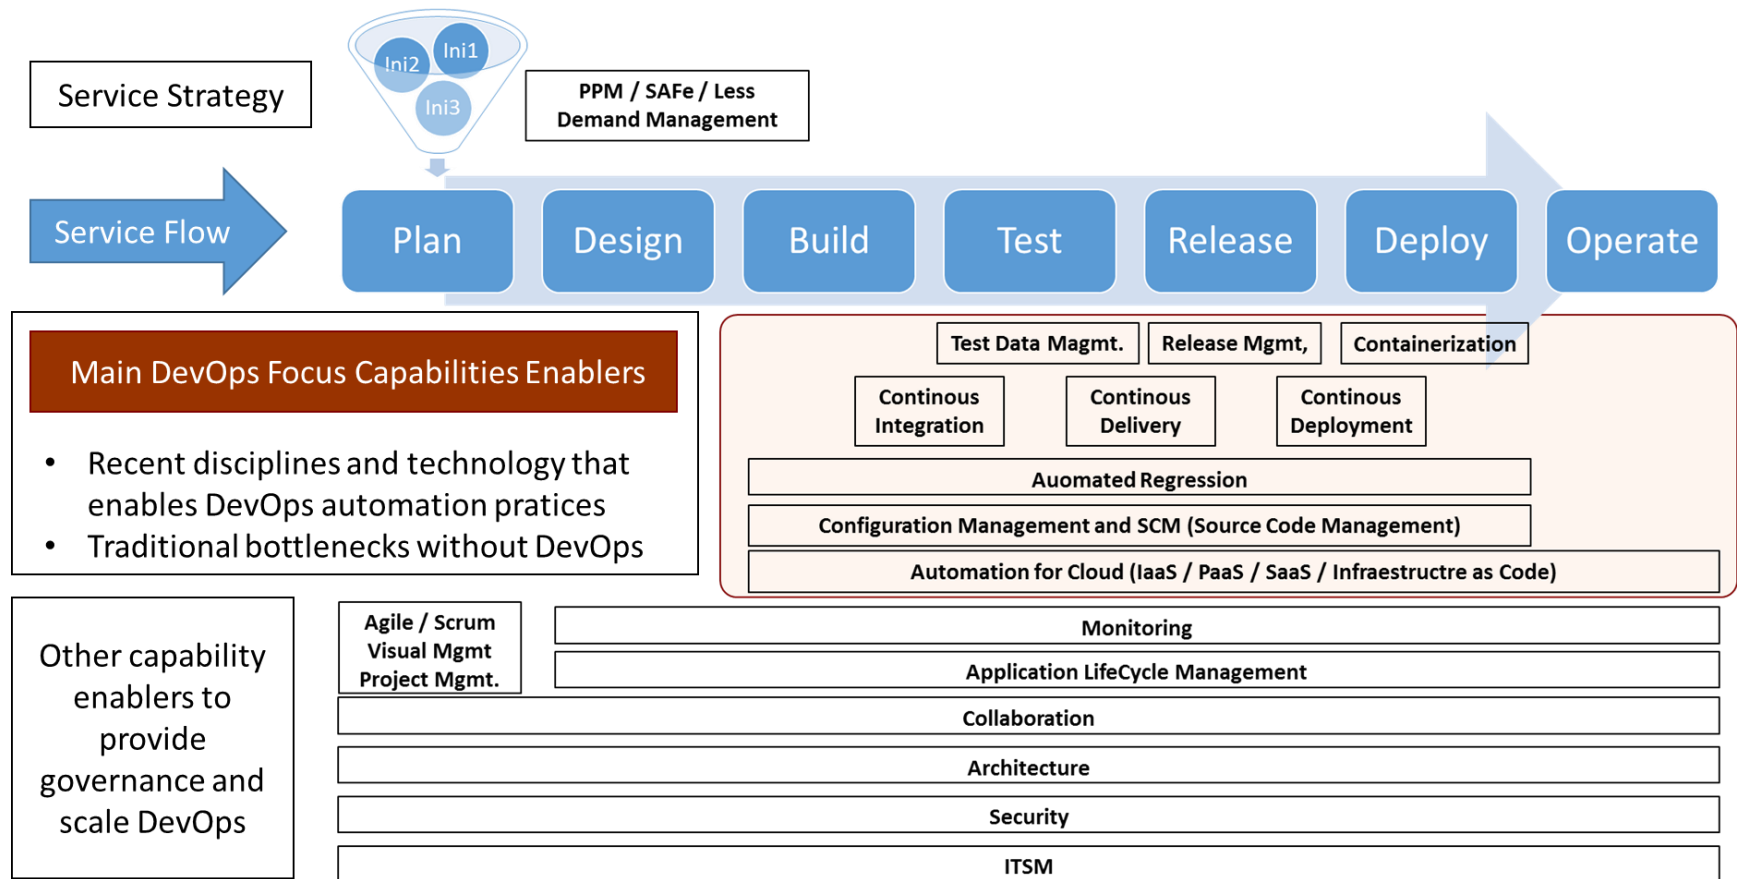 Service Strategy
Ini1
Ini2
Ini3
PPM / SAFe / Less
Demand Management
Service Flow
Plan
Design
Build
Test
Release
Deploy
Operate
Main DevOps Focus Capabilities Enablers
• Recent disciplines and technology that
enables DevOps automation pratices
• Traditional bottlenecks without DevOps
Test Data Magmt.
Release Mgmt,
Containerization
Continous
Integration
Continous
Delivery
Continous
Deployment
Auomated Regression
Configuration Management and SCM (Source Code Management)
Automation for Cloud (IaaS / PaaS / SaaS / Infraestructre as Code)
Other capability
enablers to
provide
governance and
scale DevOps
Agile / Scrum
Visual Mgmt
Project Mgmt.
Monitoring
Application LifeCycle Management
Collaboration
Architecture
Security
ITSM